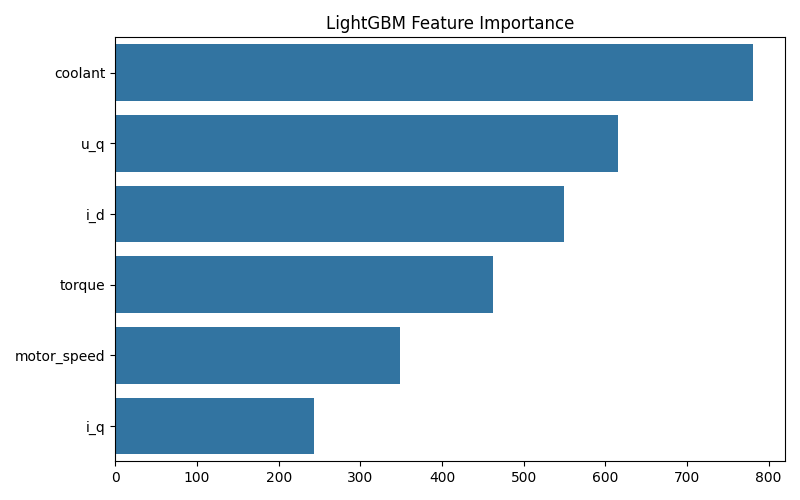 LightGBM Feature Importance
coolant
u_q
i_d
torque
motor_speed
i_q
0 100 200 300 400 500 600 700 800